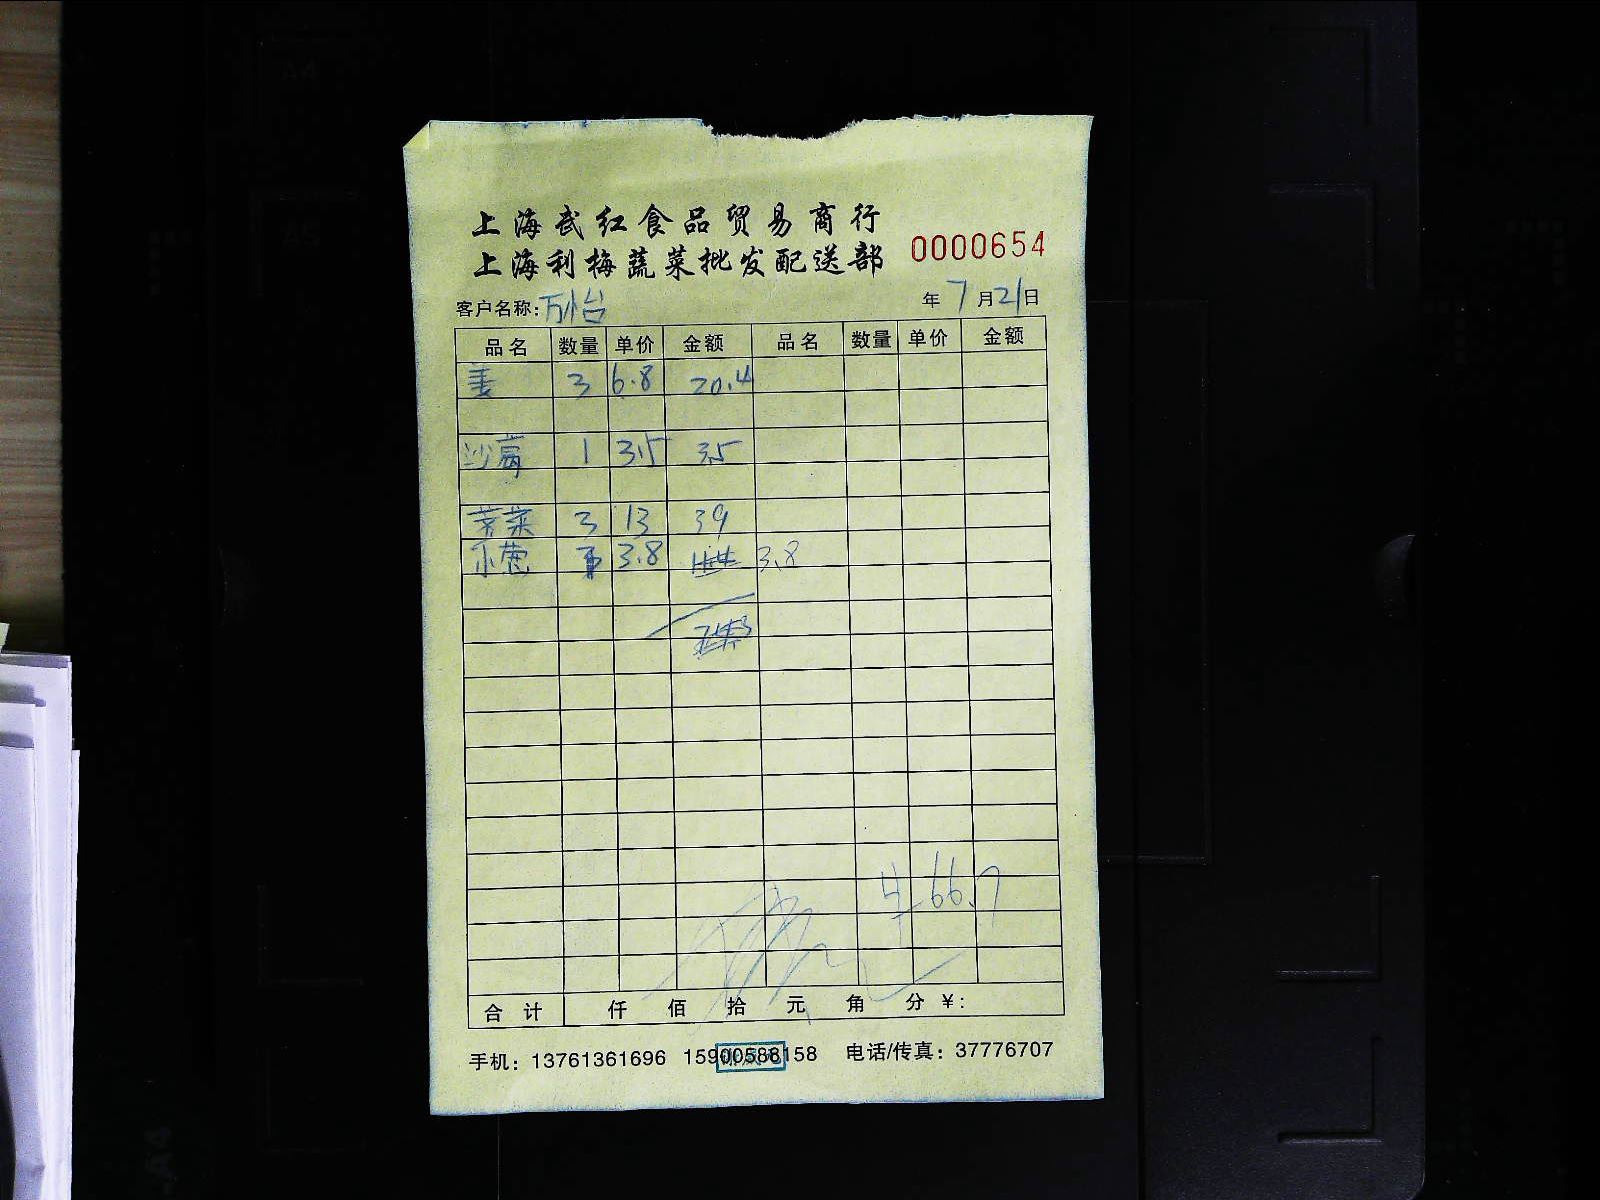 上海武红食品贸易商行
上海利梅蔬菜批发配送部
0000654
客户名称: 万怡 年 7 月 21 日
品名 数量 单价 金额 品名 数量 单价 金额
姜 3 6.8 20.4
沙 1 3.5 3.5
芥菜 3 13 39
小葱 3.8 3.8
66.7
合计 仟 佰 拾 元 角 分 ¥:
手机: 13761361696 15900588158 电话/传真: 37776707
A4
A5
A4